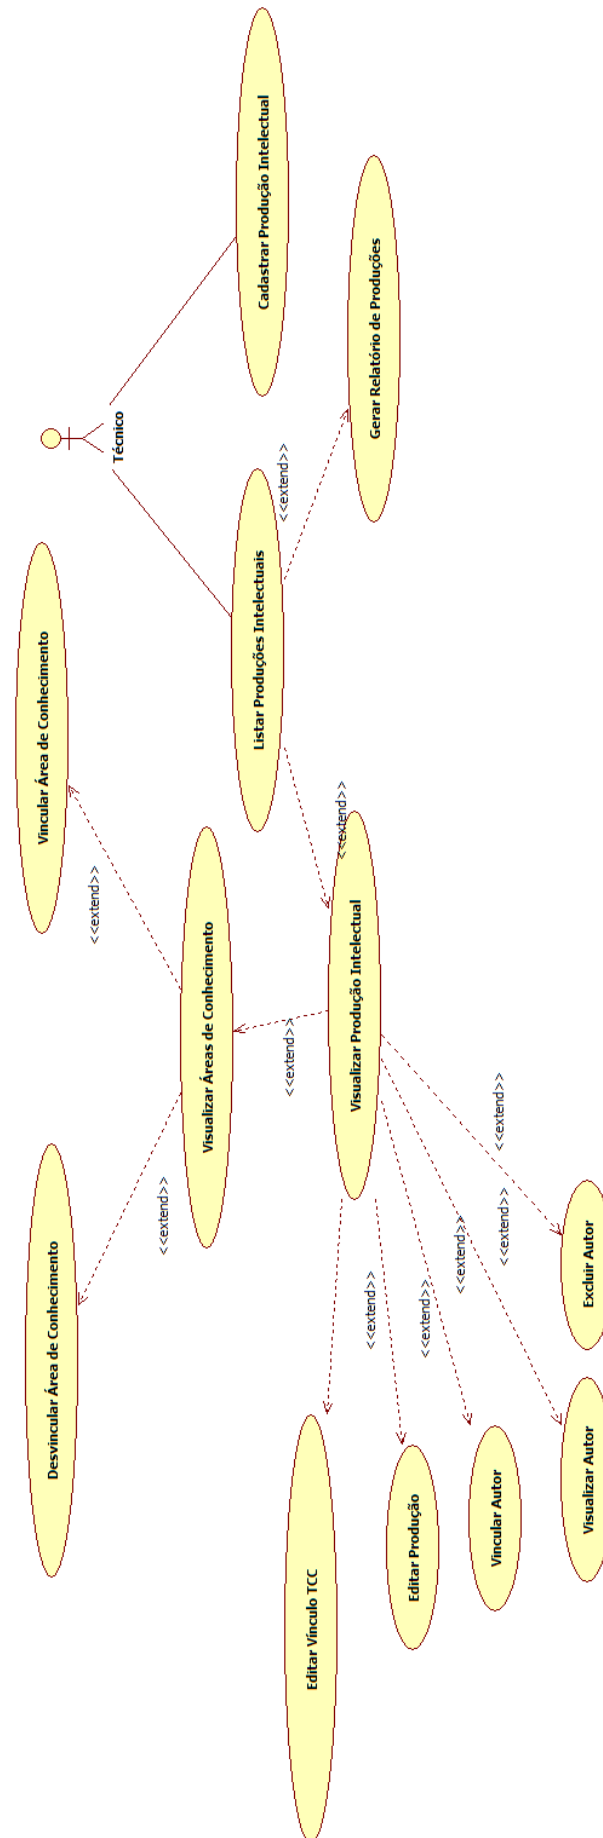 Técnico
Cadastrar Produção Intelectual
Listar Produções Intelectuais
<<extend>>
Gerar Relatório de Produções
Vincular Área de Conhecimento
<<extend>>
Visualizar Áreas de Conhecimento
<<extend>>
Visualizar Produção Intelectual
<<extend>>
Desvincular Área de Conhecimento
<<extend>>
<<extend>>
<<extend>>
<<extend>>
<<extend>>
<<extend>>
Editar Vínculo TCC
Editar Produção
Vincular Autor
Visualizar Autor
Excluir Autor